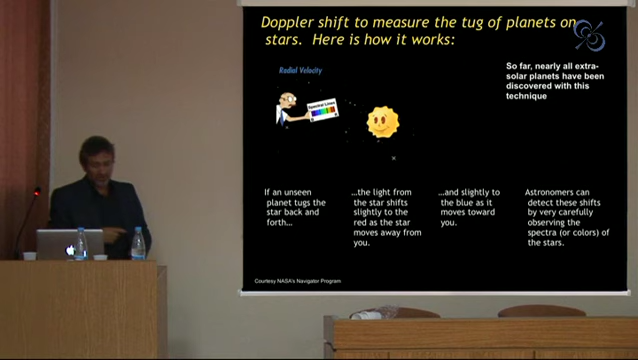 Doppler shift to measure the tug of planets on
stars. Here is how it works:
So far, nearly all extra-
solar planets have been
discovered with this
technique
Radial Velocity
Spectral Lines
If an unseen
planet tugs the
star back and
forth…
…the light from
the star shifts
slightly to the
red as the star
moves away from
you.
…and slightly to
the blue as it
moves toward
you.
Astronomers can
detect these shifts
by very carefully
observing the
spectra (or colors) of
the stars.
Courtesy NASA's Navigator Program